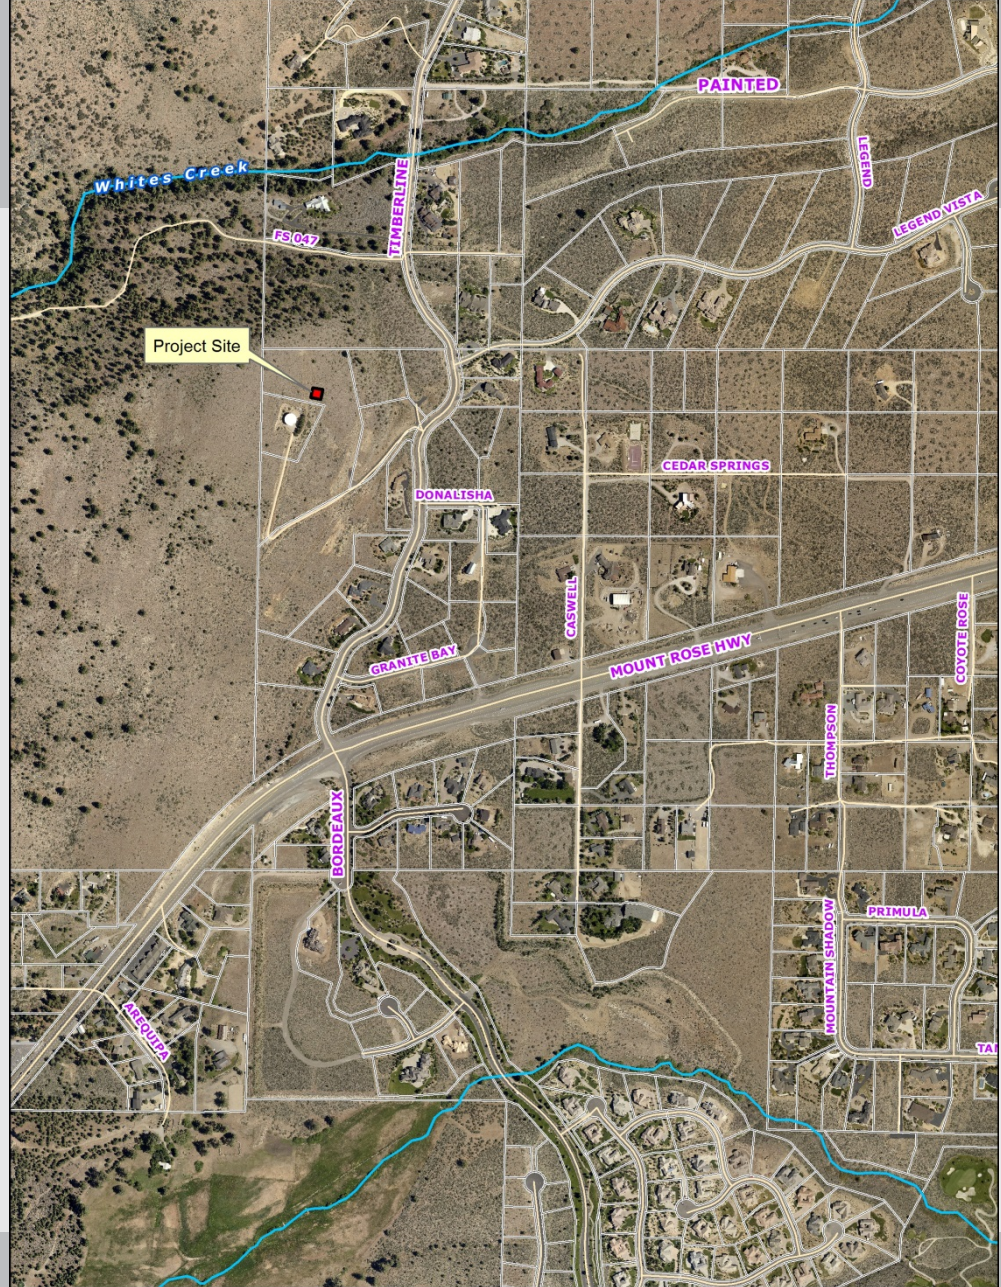 PAINTED
LEGEND
Whites Creek
TIMBERLINE
LEGEND VISTA
FS 047
Project Site
CEDAR SPRINGS
DONALISHA
CASWELL
COYOTE ROSE
MOUNT ROSE HWY
GRANITE BAY
THOMPSON
BORDEAUX
MOUNTAIN SHADOW
PRIMULA
AREQUIPA
TAN